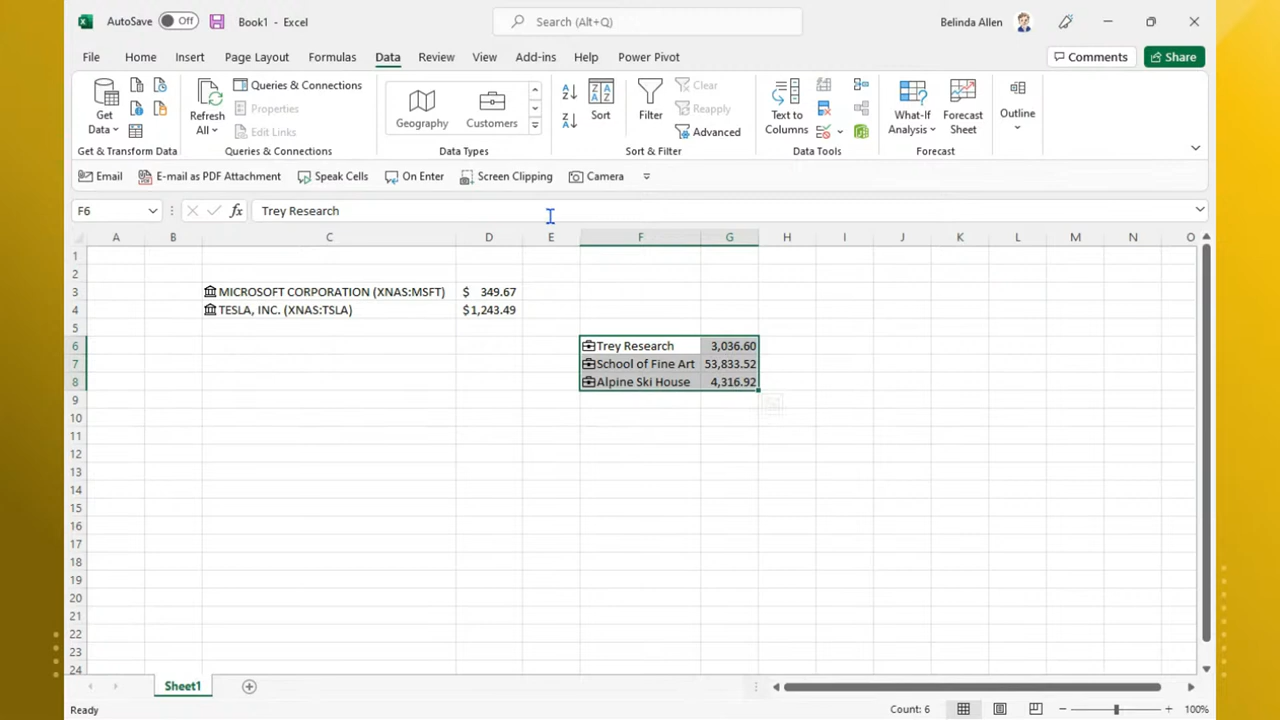 AutoSave Off Book1 - Excel Search (Alt+Q) Belinda Allen
File Home Insert Page Layout Formulas Data Review View Add-ins Help Power Pivot Comments Share
Get Data Refresh All Queries & Connections Properties Edit Links Geography Customers Sort Filter Clear Reapply Advanced Text to Columns What-If Analysis Forecast Sheet Outline
Get & Transform Data Queries & Connections Data Types Sort & Filter Data Tools Forecast
Email E-mail as PDF Attachment Speak Cells On Enter Screen Clipping Camera
F6 fx Trey Research
A B C D E F G H I J K L M N O
1
2
3 MICROSOFT CORPORATION (XNAS:MSFT) $ 349.67
4 TESLA, INC. (XNAS:TSLA) $1,243.49
5
6 Trey Research 3,036.60
7 School of Fine Art 53,833.52
8 Alpine Ski House 4,316.92
9
10
11
12
13
14
15
16
17
18
19
20
21
22
23
24
Sheet1
Ready Count: 6 100%